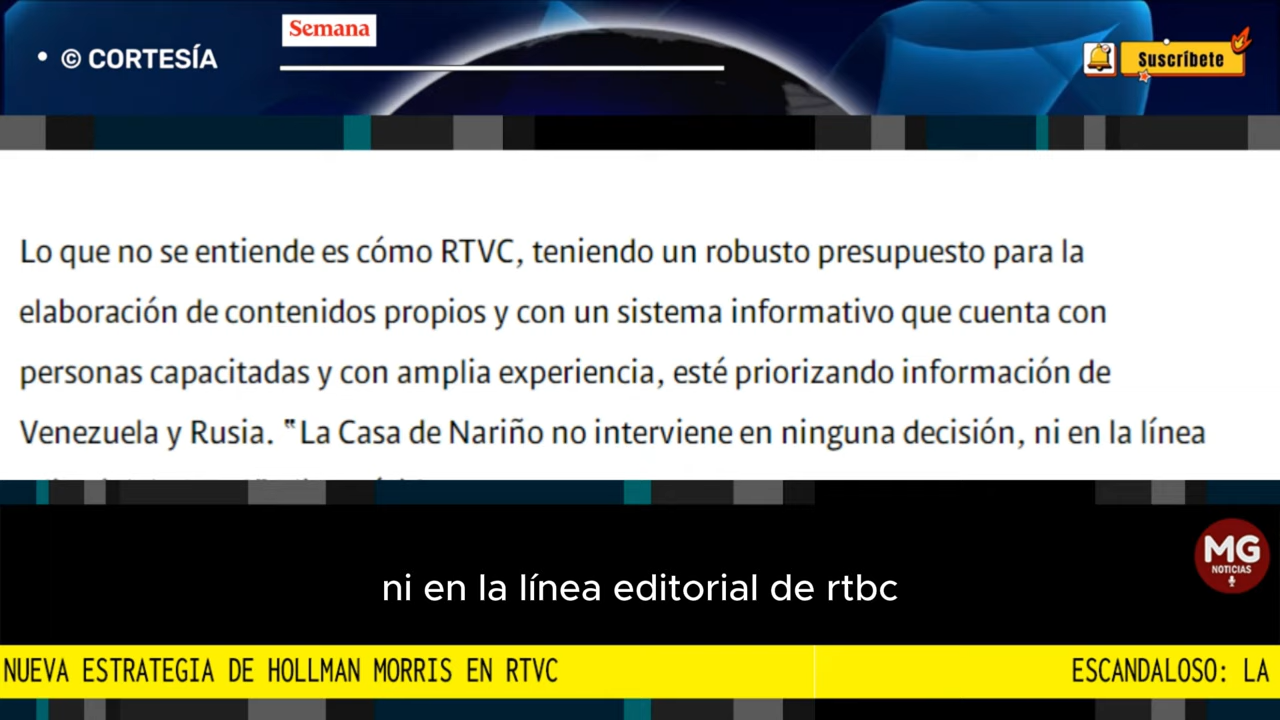 Semana
• © CORTESÍA
Suscríbete
Lo que no se entiende es cómo RTVC, teniendo un robusto presupuesto para la
elaboración de contenidos propios y con un sistema informativo que cuenta con
personas capacitadas y con amplia experiencia, esté priorizando información de
Venezuela y Rusia. "La Casa de Nariño no interviene en ninguna decisión, ni en la línea
MG
NOTICIAS
ni en la línea editorial de rtbc
NUEVA ESTRATEGIA DE HOLLMAN MORRIS EN RTVC
ESCANDALOSO: LA